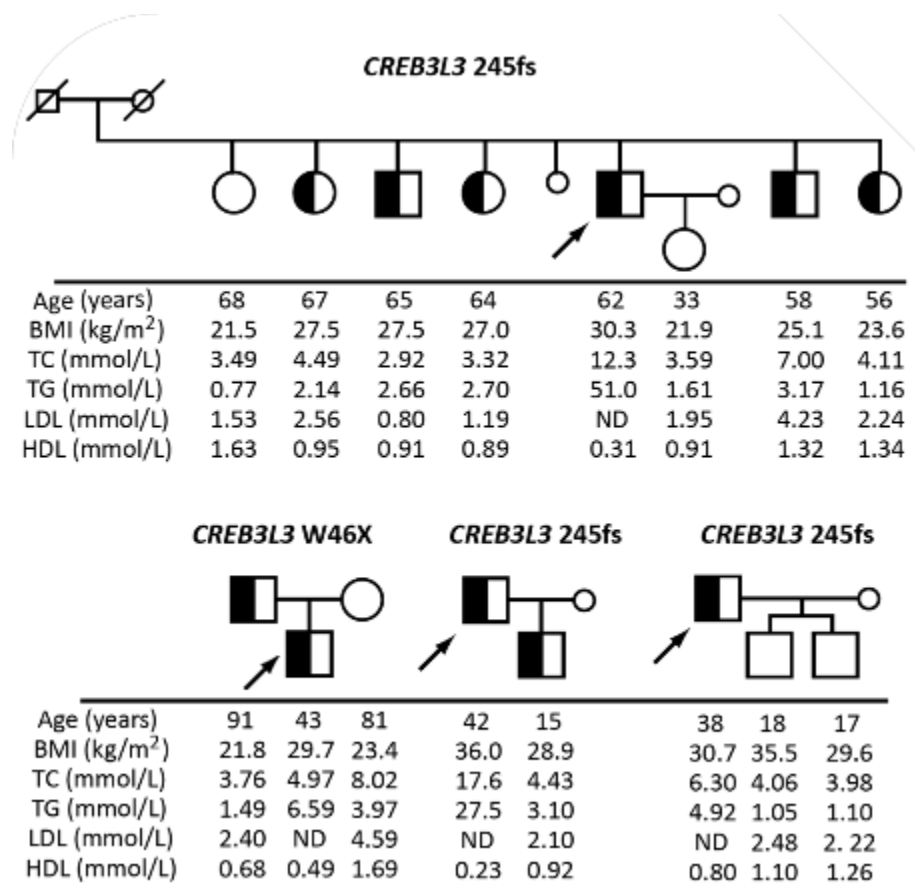 CREB3L3 245fs
Age (years) 68 67 65 64 62 33 58 56
BMI (kg/m²) 21.5 27.5 27.5 27.0 30.3 21.9 25.1 23.6
TC (mmol/L) 3.49 4.49 2.92 3.32 12.3 3.59 7.00 4.11
TG (mmol/L) 0.77 2.14 2.66 2.70 51.0 1.61 3.17 1.16
LDL (mmol/L) 1.53 2.56 0.80 1.19 ND 1.95 4.23 2.24
HDL (mmol/L) 1.63 0.95 0.91 0.89 0.31 0.91 1.32 1.34
CREB3L3 W46X CREB3L3 245fs CREB3L3 245fs
Age (years) 91 43 81 42 15 38 18 17
BMI (kg/m²) 21.8 29.7 23.4 36.0 28.9 30.7 35.5 29.6
TC (mmol/L) 3.76 4.97 8.02 17.6 4.43 6.30 4.06 3.98
TG (mmol/L) 1.49 6.59 3.97 27.5 3.10 4.92 1.05 1.10
LDL (mmol/L) 2.40 ND 4.59 ND 2.10 ND 2.48 2. 22
HDL (mmol/L) 0.68 0.49 1.69 0.23 0.92 0.80 1.10 1.26